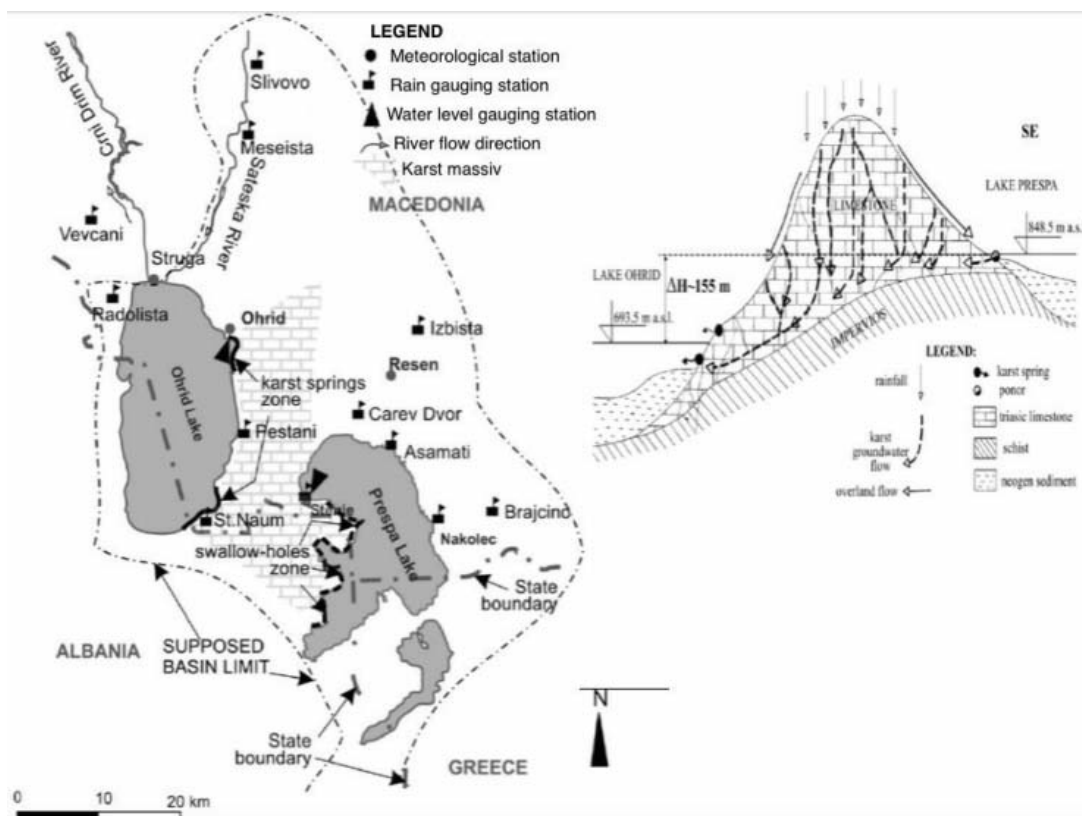 LEGEND
Meteorological station
Rain gauging station
Water level gauging station
River flow direction
Karst massiv
MACEDONIA
Crni Drim River
Sateska River
Slivovo
Meseista
Vevcani
Struga
Radolista
Ohrid
Izbista
karst springs
zone
Resen
Ohrid Lake
Pestani
Carev Dvor
Asamati
Prespa Lake
St.Naum
Brajcino
Nakolec
swallow-holes
zone
State
boundary
ALBANIA
SUPPOSED
BASIN LIMIT
State
boundary
GREECE
N
0 10 20 km
SE
LAKE PRESPA
848.5 m a.s.
LIMESTONE
LAKE OHRID
ΔH~155 m
693.5 m a.s.l.
IMPERVIOS
LEGEND:
rainfall
karst
groundwater
flow
overland flow
karst spring
ponor
triasic limestone
schist
neogen sediment